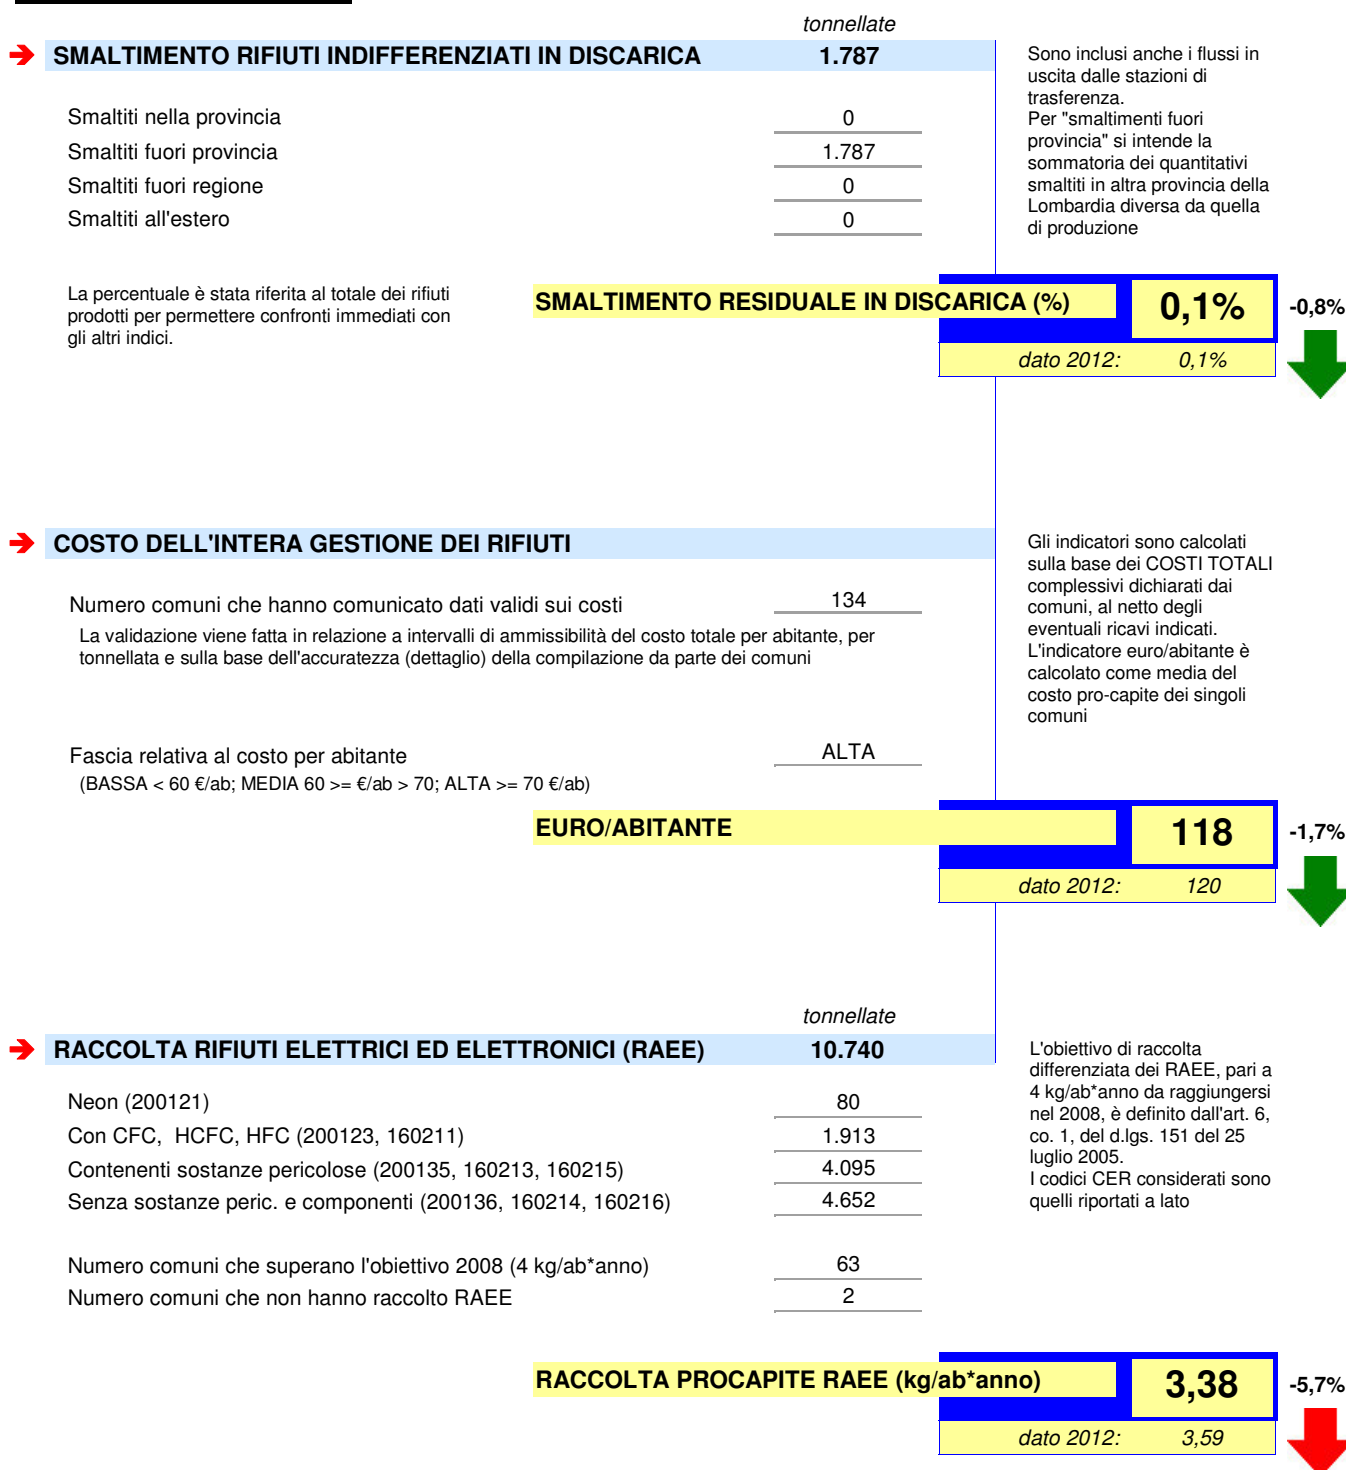 tonnellate
SMALTIMENTO RIFIUTI INDIFFERENZIATI IN DISCARICA 1.787
Smaltiti nella provincia 0
Smaltiti fuori provincia 1.787
Smaltiti fuori regione 0
Smaltiti all'estero 0
Sono inclusi anche i flussi in
uscita dalle stazioni di
trasferenza.
Per "smaltimenti fuori
provincia" si intende la
sommatoria dei quantitativi
smaltiti in altra provincia della
Lombardia diversa da quella
di produzione
La percentuale è stata riferita al totale dei rifiuti
prodotti per permettere confronti immediati con
gli altri indici.
SMALTIMENTO RESIDUALE IN DISCARICA (%) 0,1% -0,8%
dato 2012: 0,1%
COSTO DELL'INTERA GESTIONE DEI RIFIUTI
Numero comuni che hanno comunicato dati validi sui costi 134
La validazione viene fatta in relazione a intervalli di ammissibilità del costo totale per abitante, per
tonnellata e sulla base dell'accuratezza (dettaglio) della compilazione da parte dei comuni
Gli indicatori sono calcolati
sulla base dei COSTI TOTALI
complessivi dichiarati dai
comuni, al netto degli
eventuali ricavi indicati.
L'indicatore euro/abitante è
calcolato come media del
costo pro-capite dei singoli
comuni
Fascia relativa al costo per abitante ALTA
(BASSA < 60 €/ab; MEDIA 60 >= €/ab > 70; ALTA >= 70 €/ab)
EURO/ABITANTE 118 -1,7%
dato 2012: 120
tonnellate
RACCOLTA RIFIUTI ELETTRICI ED ELETTRONICI (RAEE) 10.740
Neon (200121) 80
Con CFC, HCFC, HFC (200123, 160211) 1.913
Contenenti sostanze pericolose (200135, 160213, 160215) 4.095
Senza sostanze peric. e componenti (200136, 160214, 160216) 4.652
L'obiettivo di raccolta
differenziata dei RAEE, pari a
4 kg/ab*anno da raggiungersi
nel 2008, è definito dall'art. 6,
co. 1, del d.lgs. 151 del 25
luglio 2005.
I codici CER considerati sono
quelli riportati a lato
Numero comuni che superano l'obiettivo 2008 (4 kg/ab*anno) 63
Numero comuni che non hanno raccolto RAEE 2
RACCOLTA PROCAPITE RAEE (kg/ab*anno) 3,38 -5,7%
dato 2012: 3,59